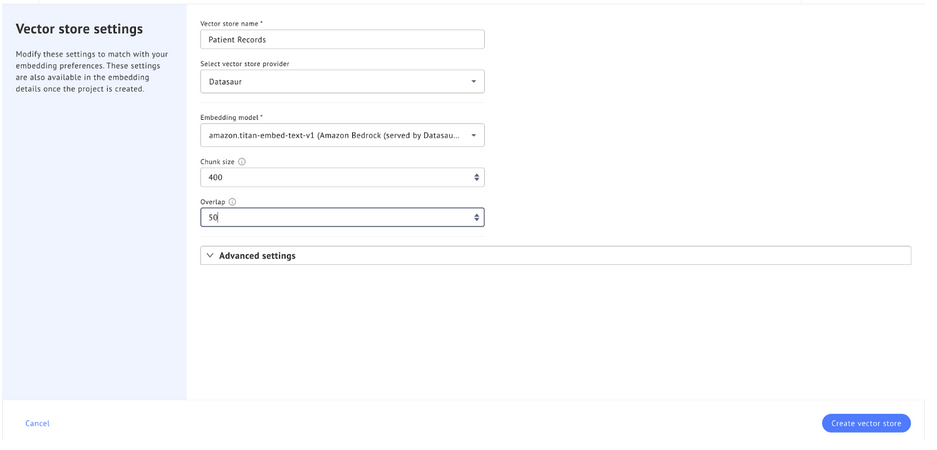 Vector store settings
Modify these settings to match with your
embedding preferences. These settings
are also available in the embedding
details once the project is created.
Vector store name *
Patient Records
Select vector store provider
Datasaur
Embedding model *
amazon.titan-embed-text-v1 (Amazon Bedrock (served by Datasau...
Chunk size
400
Overlap
50
Advanced settings
Cancel
Create vector store